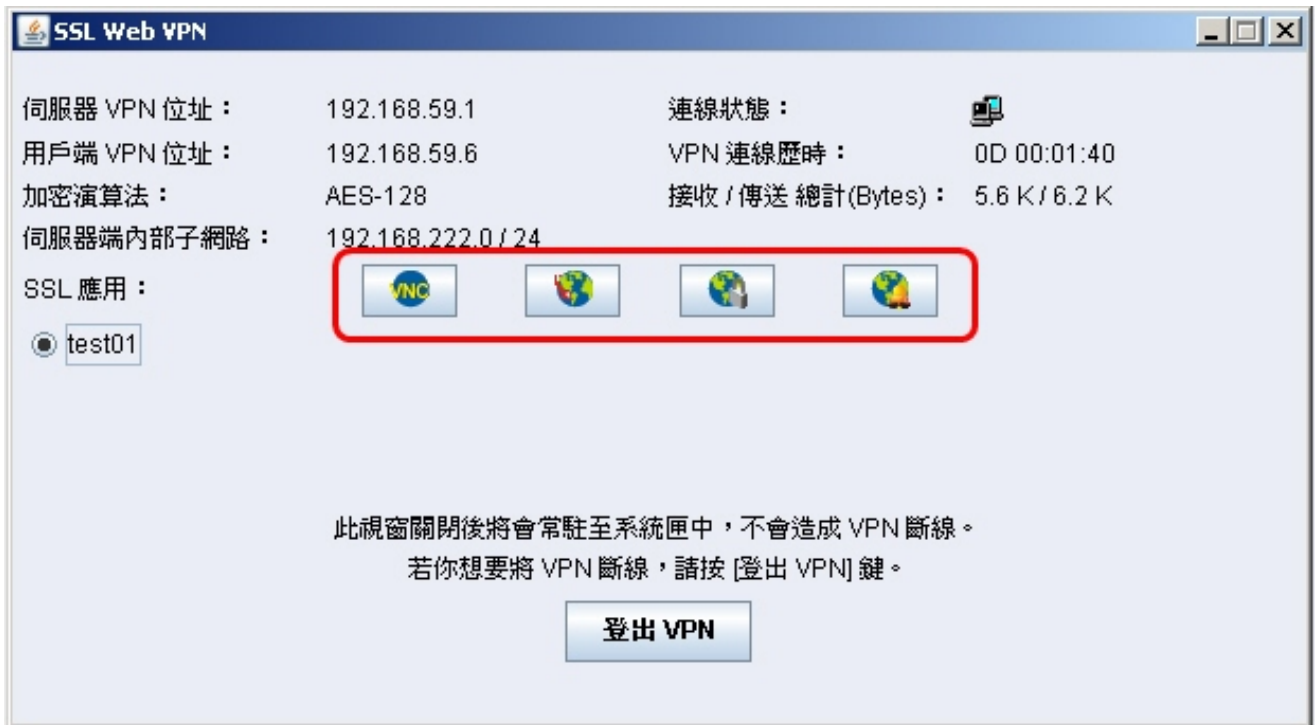 SSL Web VPN
伺服器 VPN 位址： 192.168.59.1 連線狀態：
用戶端 VPN 位址： 192.168.59.6 VPN 連線歷時： 0D 00:01:40
加密演算法： AES-128 接收 / 傳送 總計(Bytes)： 5.6 K / 6.2 K
伺服器端內部子網路： 192.168.222.0 / 24
SSL 應用： VNC
test01
此視窗關閉後將會常駐至系統匣中，不會造成 VPN 斷線。
若你想要將 VPN 斷線，請按 [登出 VPN] 鍵。
登出 VPN